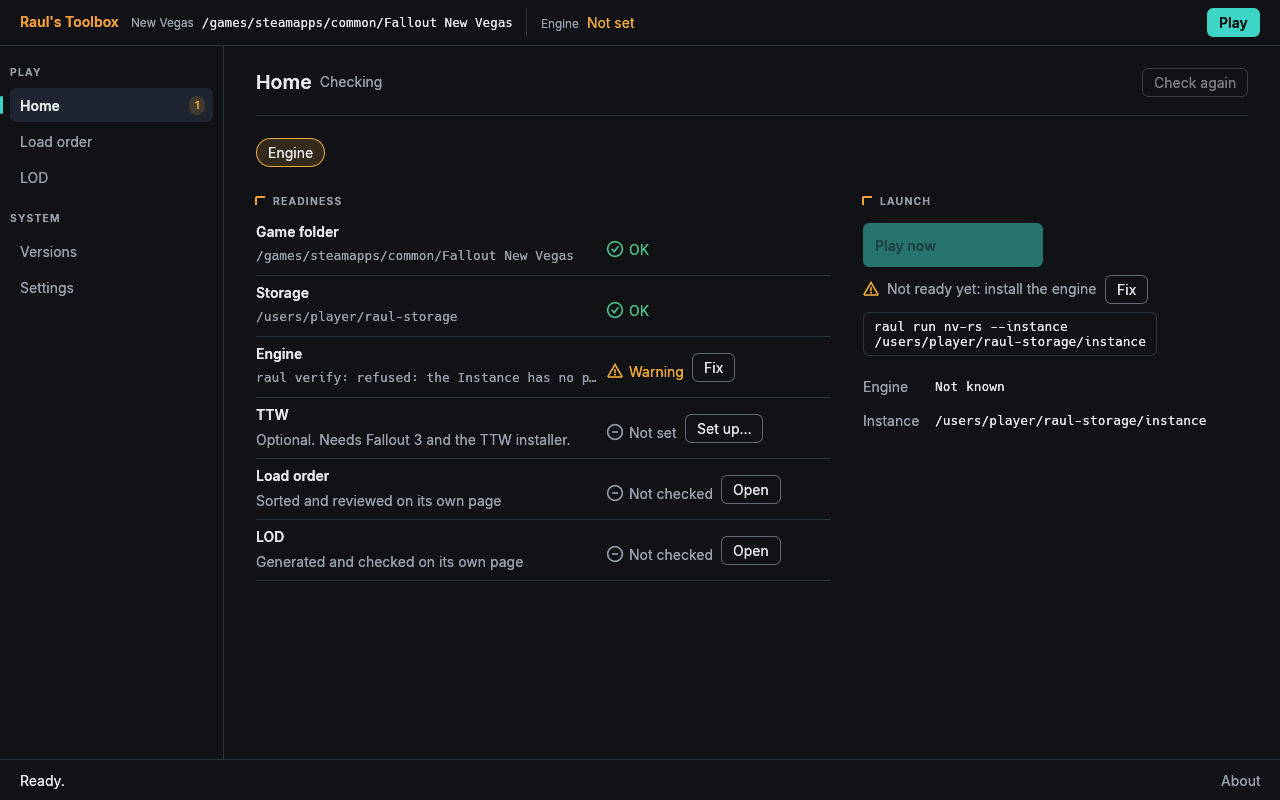 Raul's Toolbox New Vegas /games/steamapps/common/Fallout New Vegas Engine Not set Play
PLAY
Home 1
Load order
LOD
SYSTEM
Versions
Settings
Home Checking Check again
Engine
READINESS
Game folder
/games/steamapps/common/Fallout New Vegas
OK
Storage
/users/player/raul-storage
OK
Engine
raul verify: refused: the Instance has no p…
Warning Fix
TTW
Optional. Needs Fallout 3 and the TTW installer.
Not set Set up...
Load order
Sorted and reviewed on its own page
Not checked Open
LOD
Generated and checked on its own page
Not checked Open
LAUNCH
Play now
Not ready yet: install the engine Fix
raul run nv-rs --instance
/users/player/raul-storage/instance
Engine Not known
Instance /users/player/raul-storage/instance
Ready. About